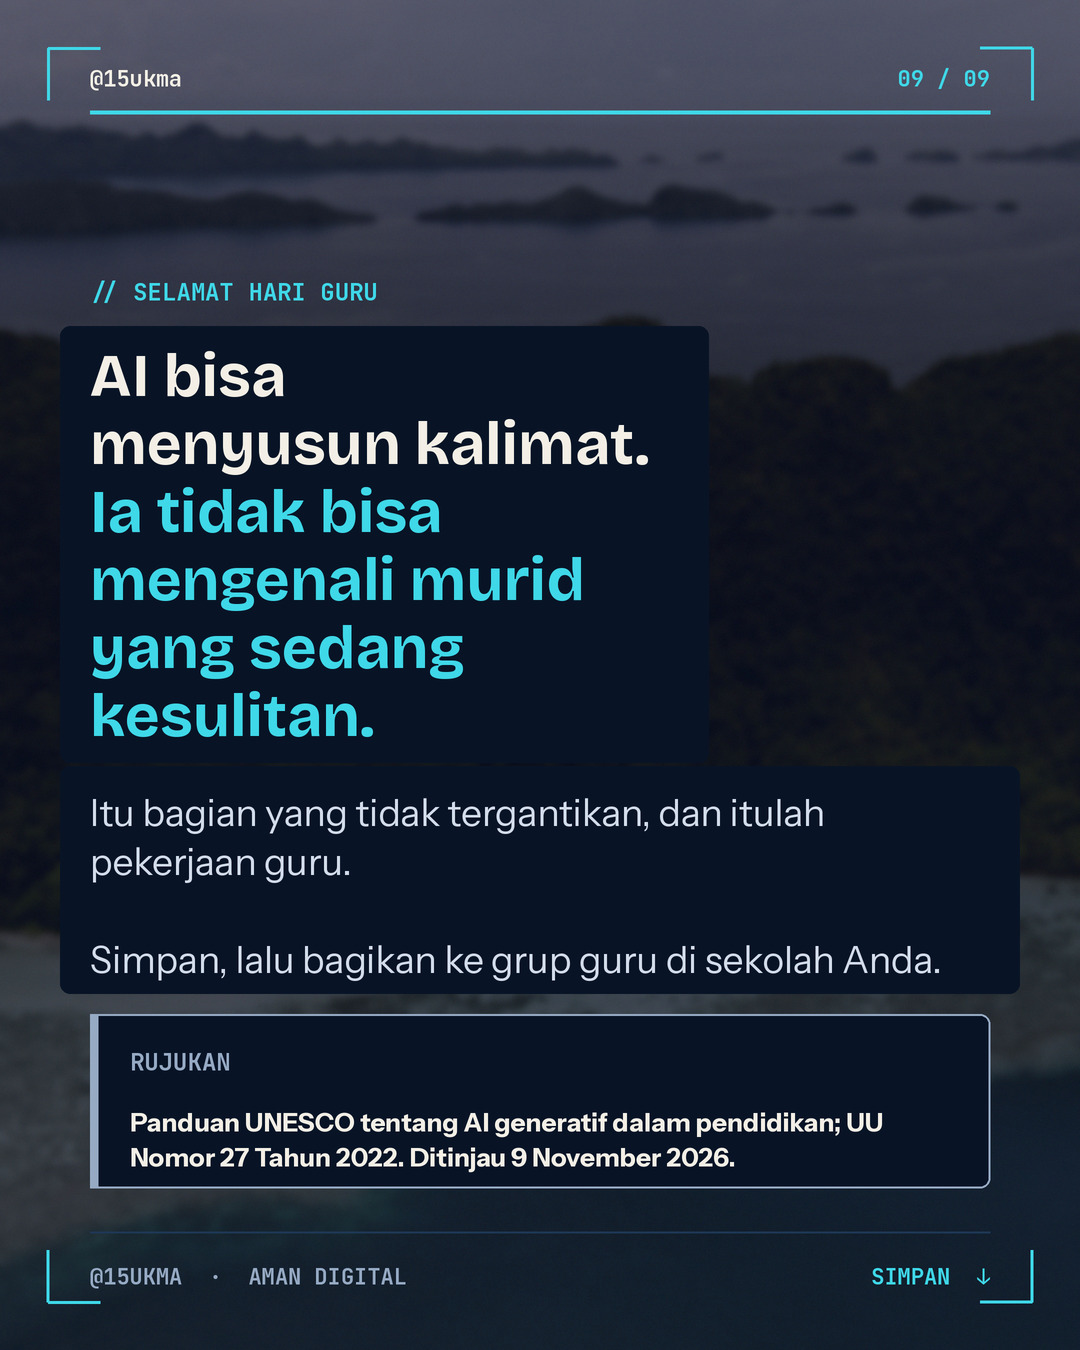 @15ukma
09 / 09
// SELAMAT HARI GURU
AI bisa
menyusun kalimat.
Ia tidak bisa
mengenali murid
yang sedang
kesulitan.
Itu bagian yang tidak tergantikan, dan itulah
pekerjaan guru.
Simpan, lalu bagikan ke grup guru di sekolah Anda.
RUJUKAN
Panduan UNESCO tentang AI generatif dalam pendidikan; UU
Nomor 27 Tahun 2022. Ditinjau 9 November 2026.
@15UKMA · AMAN DIGITAL
SIMPAN ↓